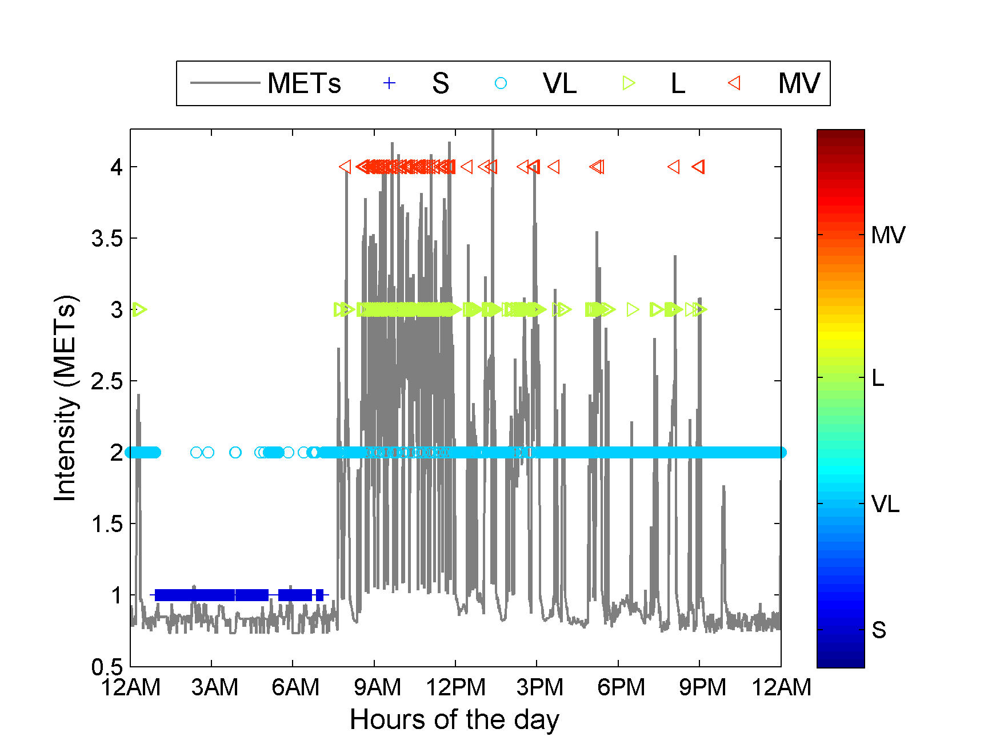 METs S VL L MV
4
3.5
3
2.5
2
1.5
1
0.5
Intensity (METs)
12AM 3AM 6AM 9AM 12PM 3PM 6PM 9PM 12AM
Hours of the day
MV
L
VL
S